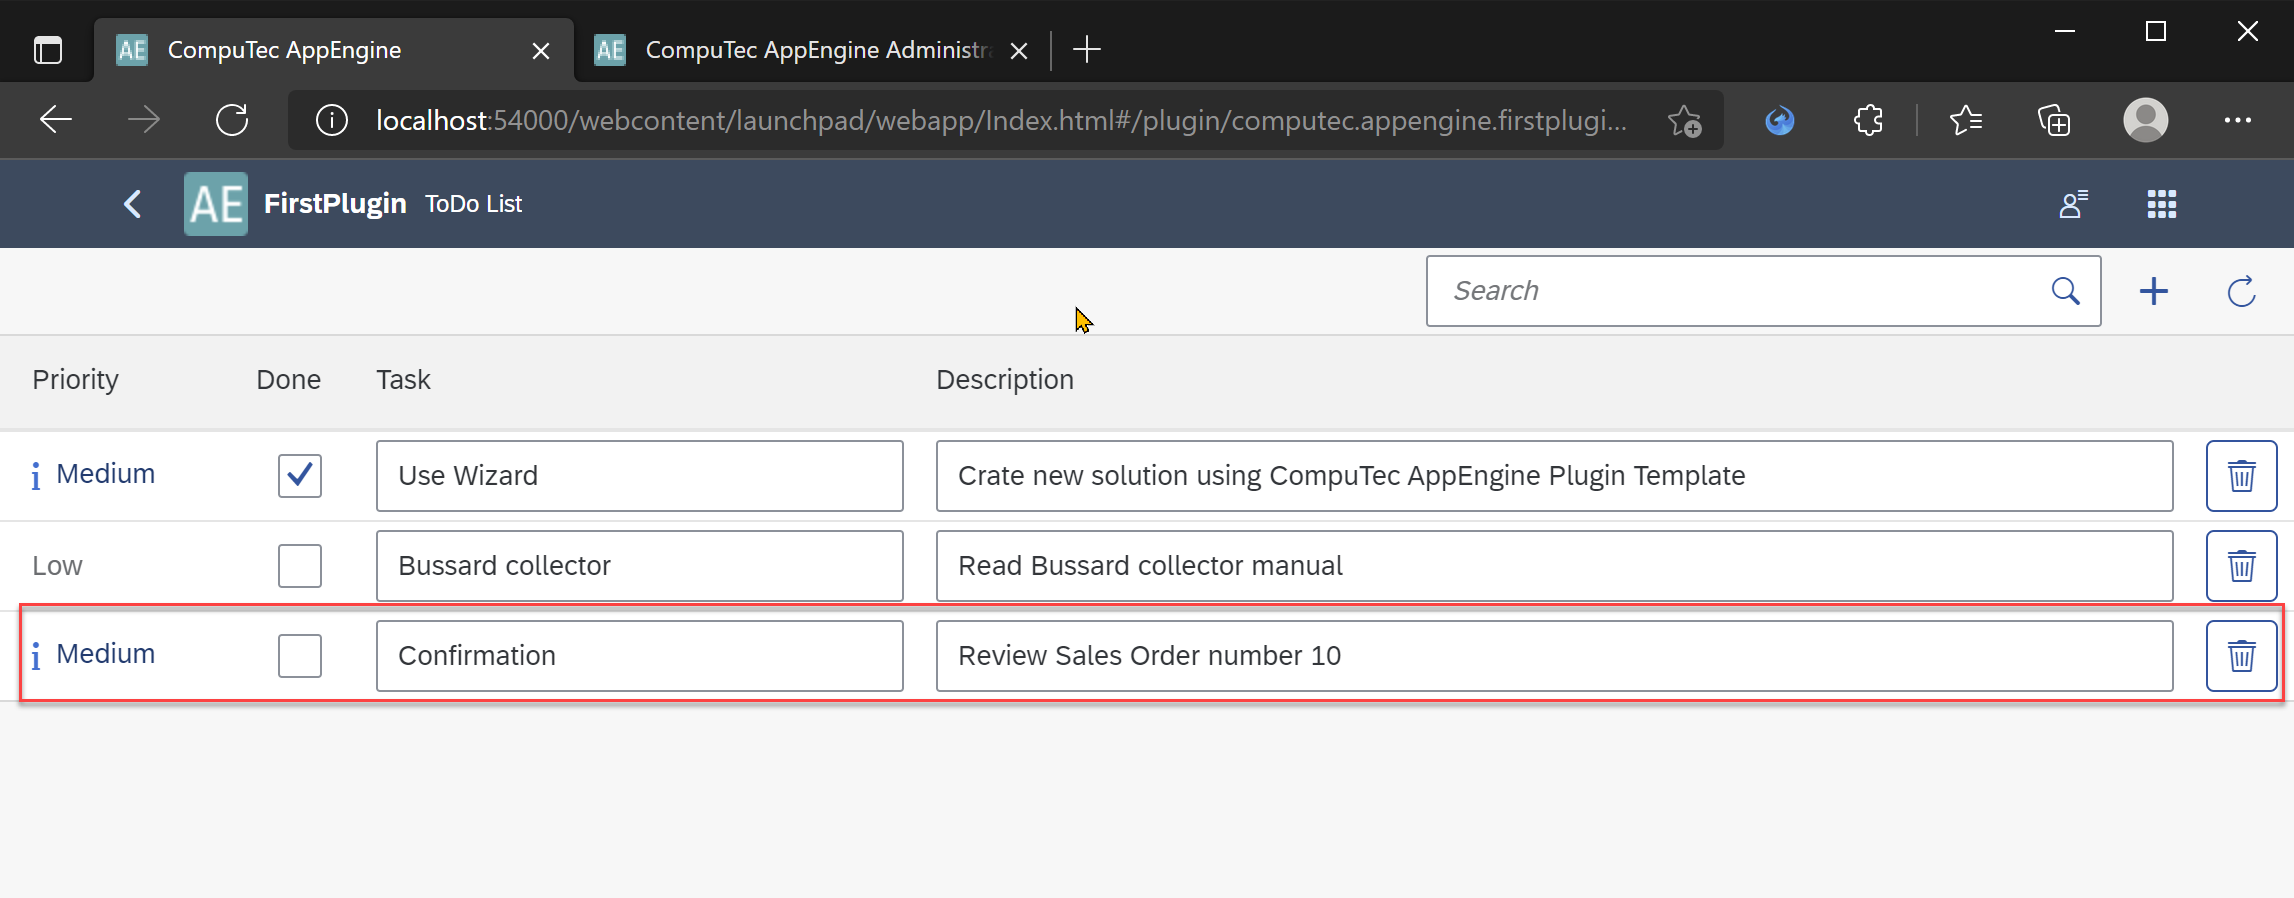 AE CompuTec AppEngine AE CompuTec AppEngine Administr
localhost:54000/webcontent/launchpad/webapp/Index.html#/plugin/computec.appengine.firstplugi...
AE FirstPlugin ToDo List
Search
Priority Done Task Description
Medium Use Wizard Crate new solution using CompuTec AppEngine Plugin Template
Low Bussard collector Read Bussard collector manual
Medium Confirmation Review Sales Order number 10